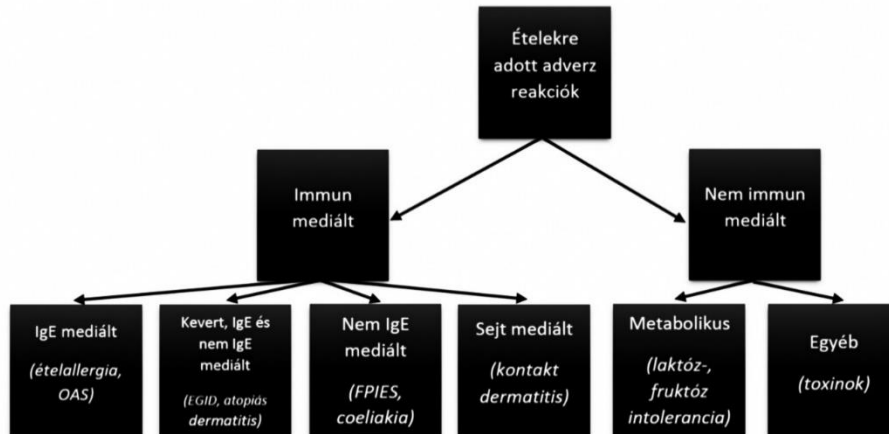 Ételekre
adott adverz
reakciók
Immun
mediált
Nem immun
mediált
IgE mediált
(ételallergia,
OAS)
Kevert, IgE és
nem IgE
mediált
(EGID, atopiás
dermatitis)
Nem IgE
mediált
(FPIES,
coeliakia)
Sejt mediált
(kontakt
dermatitis)
Metabolikus
(laktóz-,
fruktóz
intolerancia)
Egyéb
(toxinok)